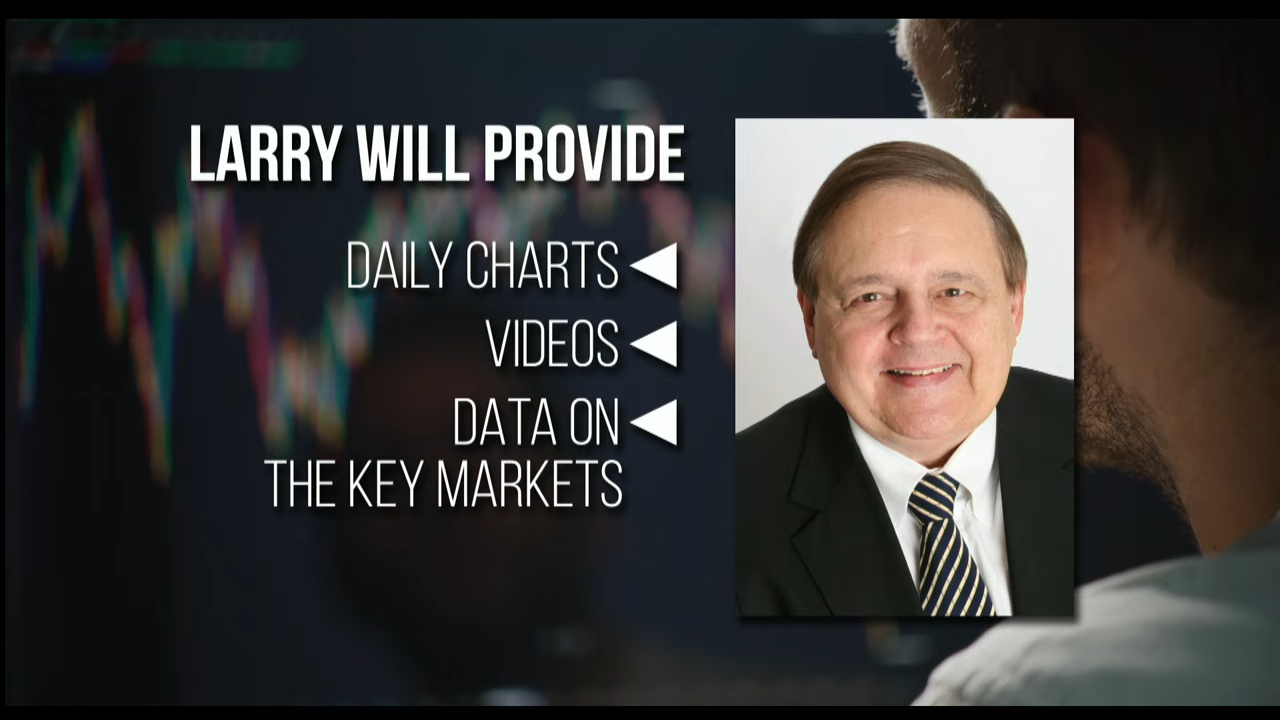 LARRY WILL PROVIDE
DAILY CHARTS
VIDEOS
DATA ON
THE KEY MARKETS